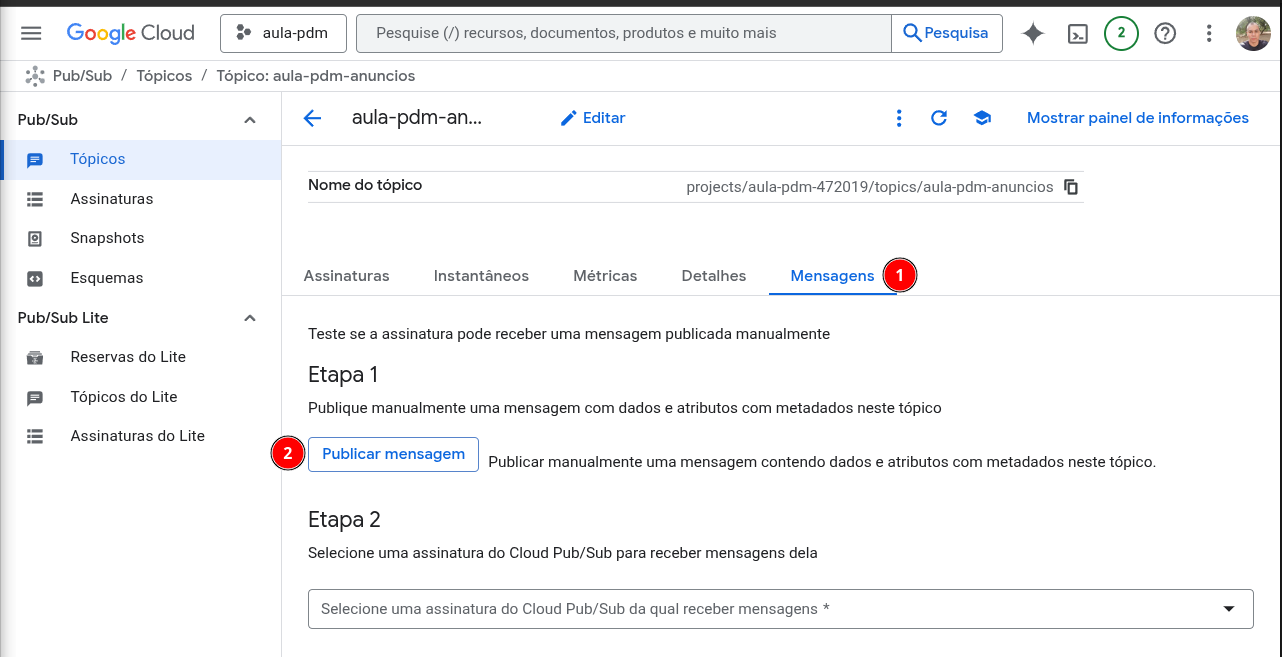 Google Cloud
aula-pdm
Pesquise (/) recursos, documentos, produtos e muito mais
Pesquisa
2
Pub/Sub / Tópicos / Tópico: aula-pdm-anuncios
Pub/Sub
Tópicos
Assinaturas
Snapshots
Esquemas
Pub/Sub Lite
Reservas do Lite
Tópicos do Lite
Assinaturas do Lite
aula-pdm-an...
Editar
Mostrar painel de informações
Nome do tópico
projects/aula-pdm-472019/topics/aula-pdm-anuncios
Assinaturas Instantâneos Métricas Detalhes Mensagens 1
Teste se a assinatura pode receber uma mensagem publicada manualmente
Etapa 1
Publique manualmente uma mensagem com dados e atributos com metadados neste tópico
2 Publicar mensagem Publicar manualmente uma mensagem contendo dados e atributos com metadados neste tópico.
Etapa 2
Selecione uma assinatura do Cloud Pub/Sub para receber mensagens dela
Selecione uma assinatura do Cloud Pub/Sub da qual receber mensagens *